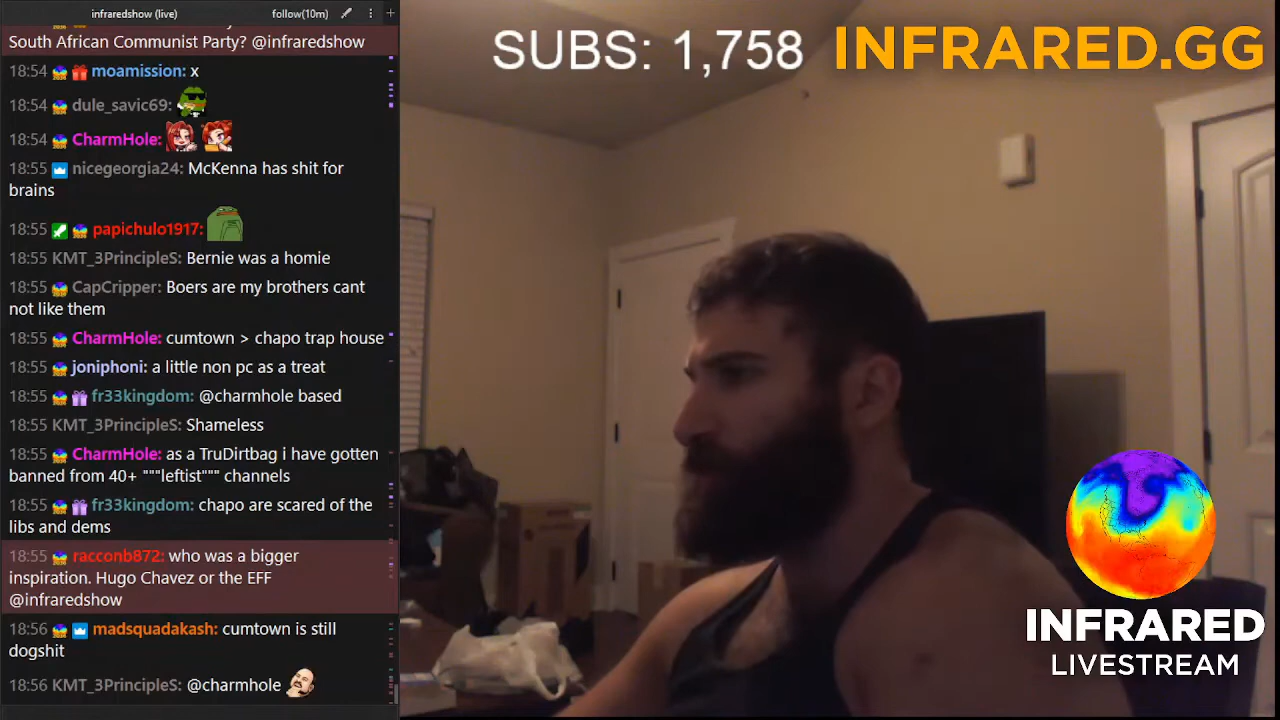 infraredshow (live)
follow(10m)
South African Communist Party? @infraredshow
18:54 moamission: x
18:54 dule_savic69:
18:54 CharmHole:
18:55 nicegeorgia24: McKenna has shit for
brains
18:55 papichulo1917:
18:55 KMT_3PrincipleS: Bernie was a homie
18:55 CapCripper: Boers are my brothers cant
not like them
18:55 CharmHole: cumtown > chapo trap house
18:55 joniphoni: a little non pc as a treat
18:55 fr33kingdom: @charmhole based
18:55 KMT_3PrincipleS: Shameless
18:55 CharmHole: as a TruDirtbag i have gotten
banned from 40+ """leftist""" channels
18:55 fr33kingdom: chapo are scared of the
libs and dems
18:55 racconb872: who was a bigger
inspiration. Hugo Chavez or the EFF
@infraredshow
18:56 madsquadakash: cumtown is still
dogshit
18:56 KMT_3PrincipleS: @charmhole
SUBS: 1,758
INFRARED.GG
INFRARED
LIVESTREAM